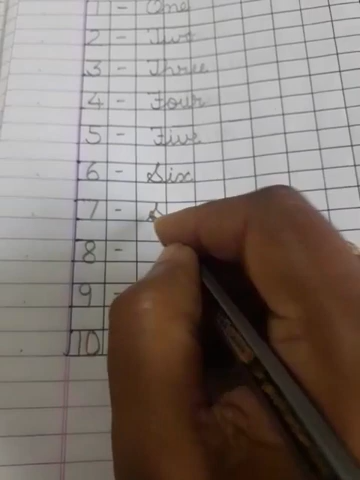 1 - One
2 - Two
3 - Three
4 - Four
5 - Five
6 - Six
7 - S
8 -
9 -
10